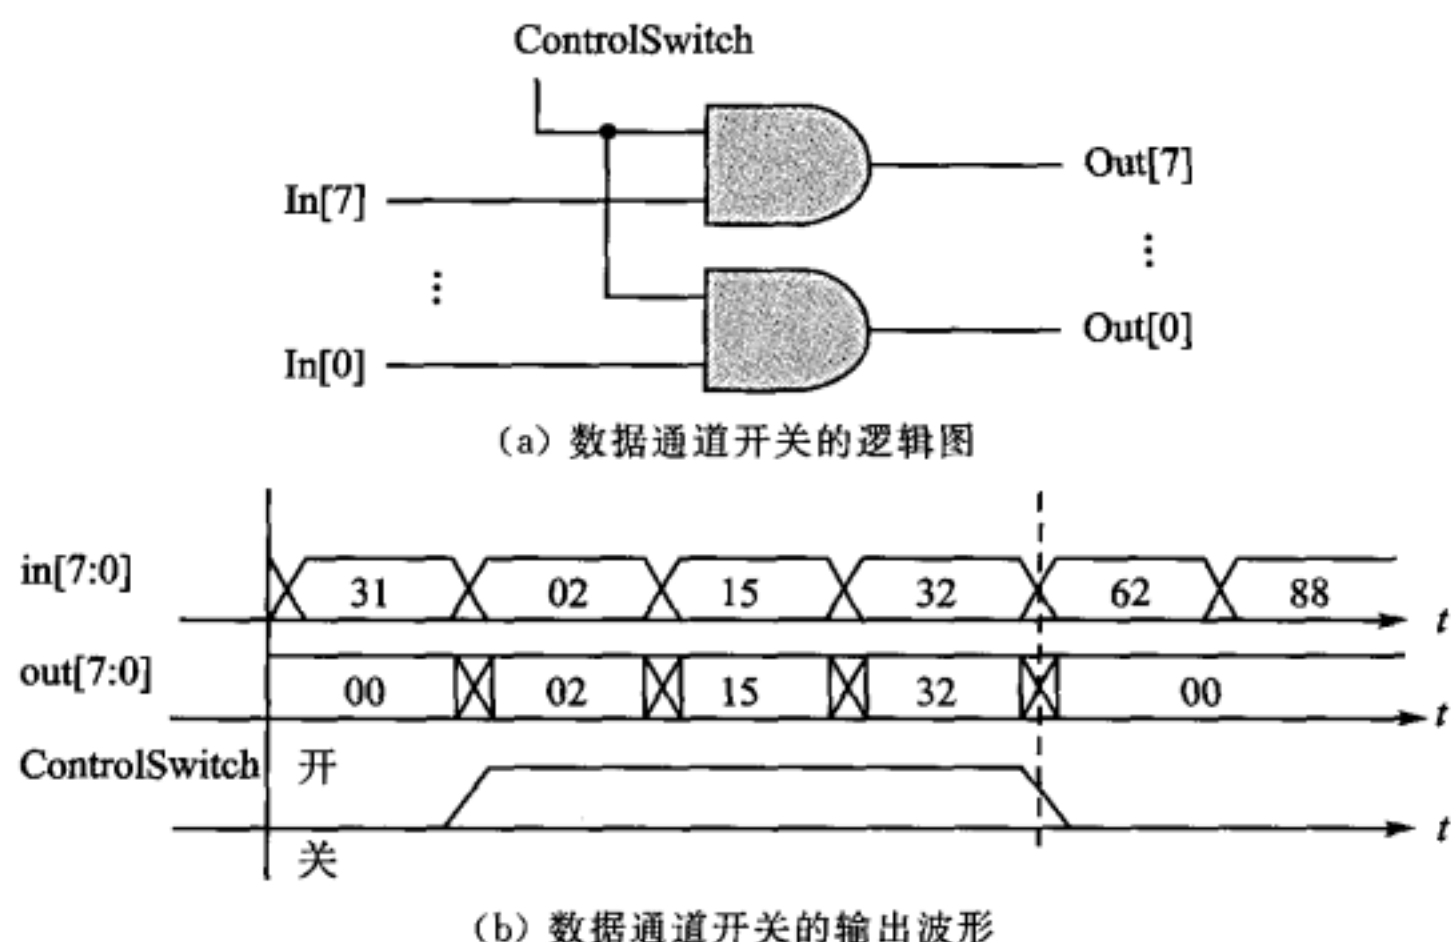 ControlSwitch
Out[7]
In[7]
⋮
⋮
Out[0]
In[0]
(a) 数据通道开关的逻辑图
in[7:0] 31 02 15 32 62 88 t
out[7:0] 00 02 15 32 00 t
ControlSwitch 开
t
关
(b) 数据通道开关的输出波形